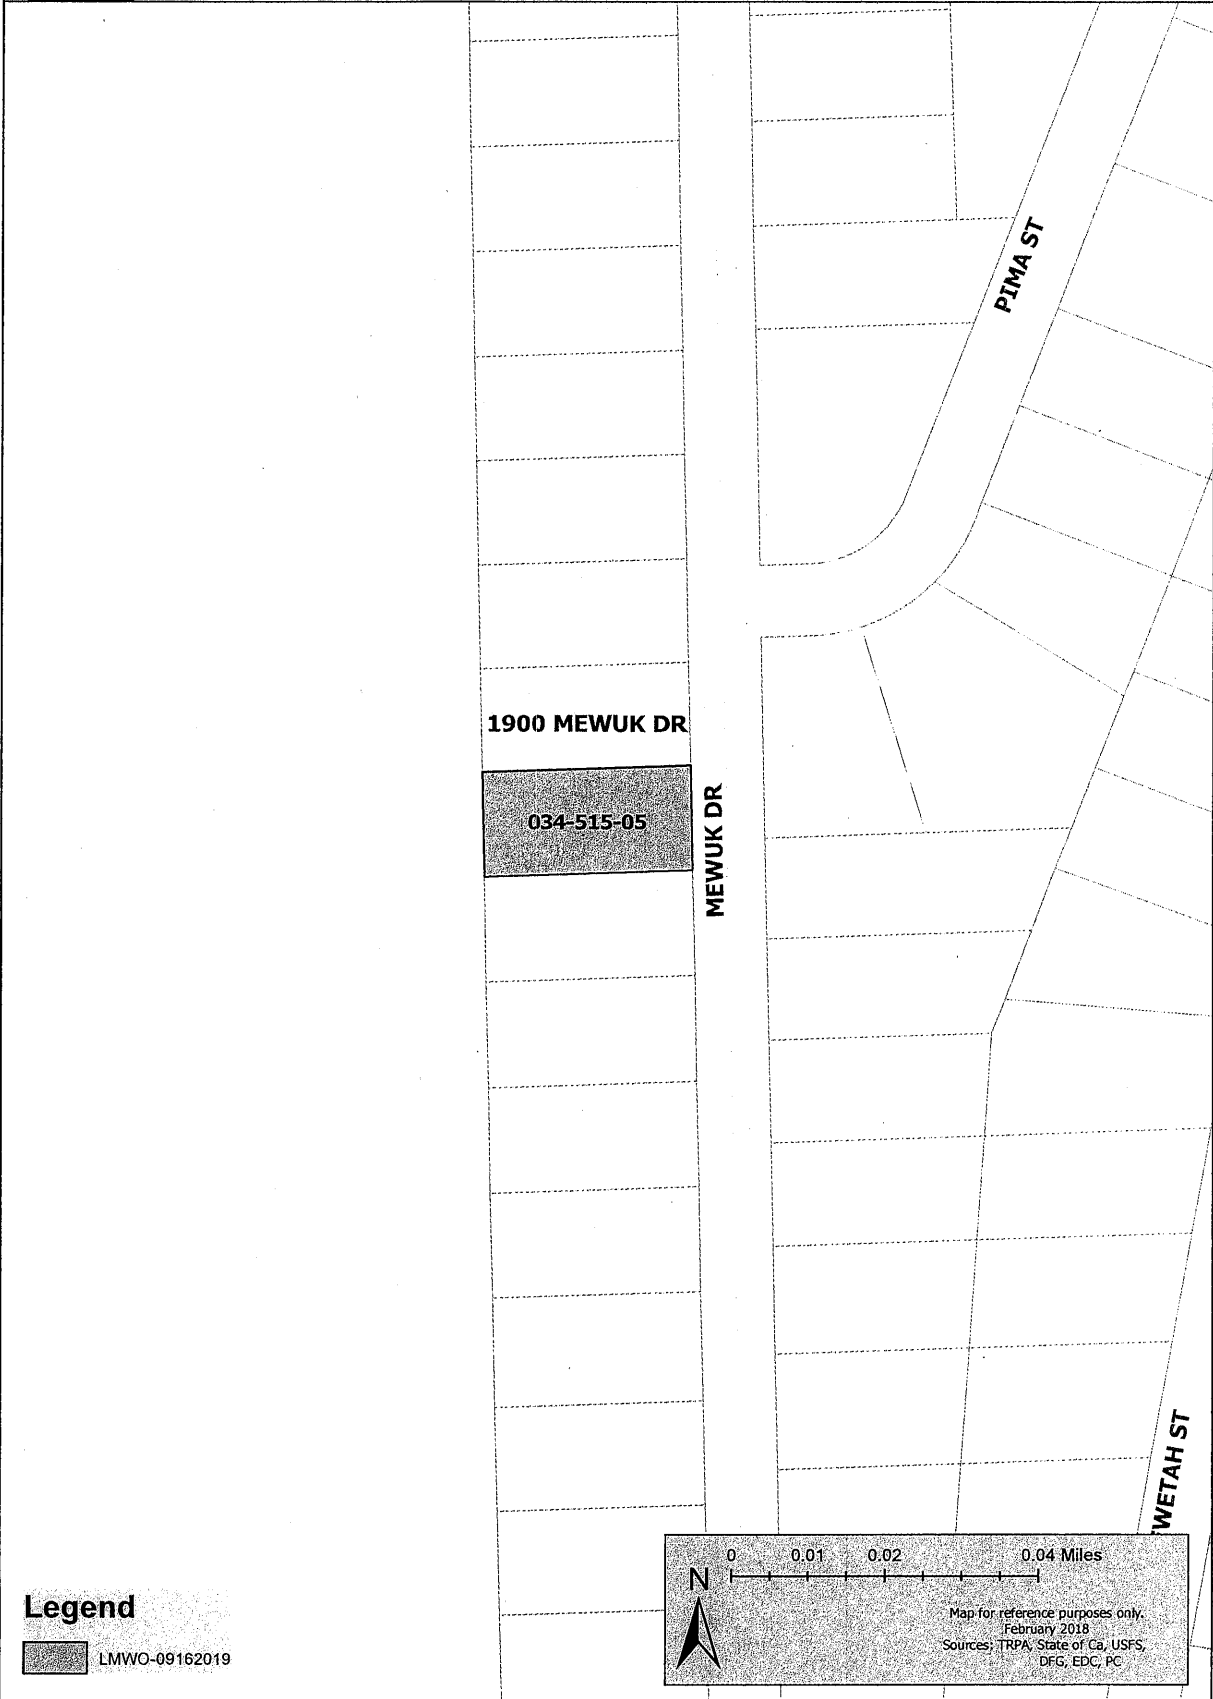 PIMA ST
1900 MEWUK DR
034-515-05
MEWUK DR
WETAH ST
0 0.01 0.02 0.04 Miles
N
Map for reference purposes only.
February 2018
Sources: TRPA, State of Ca, USFS,
DFG, EDC, PC
Legend
LMWO-09162019